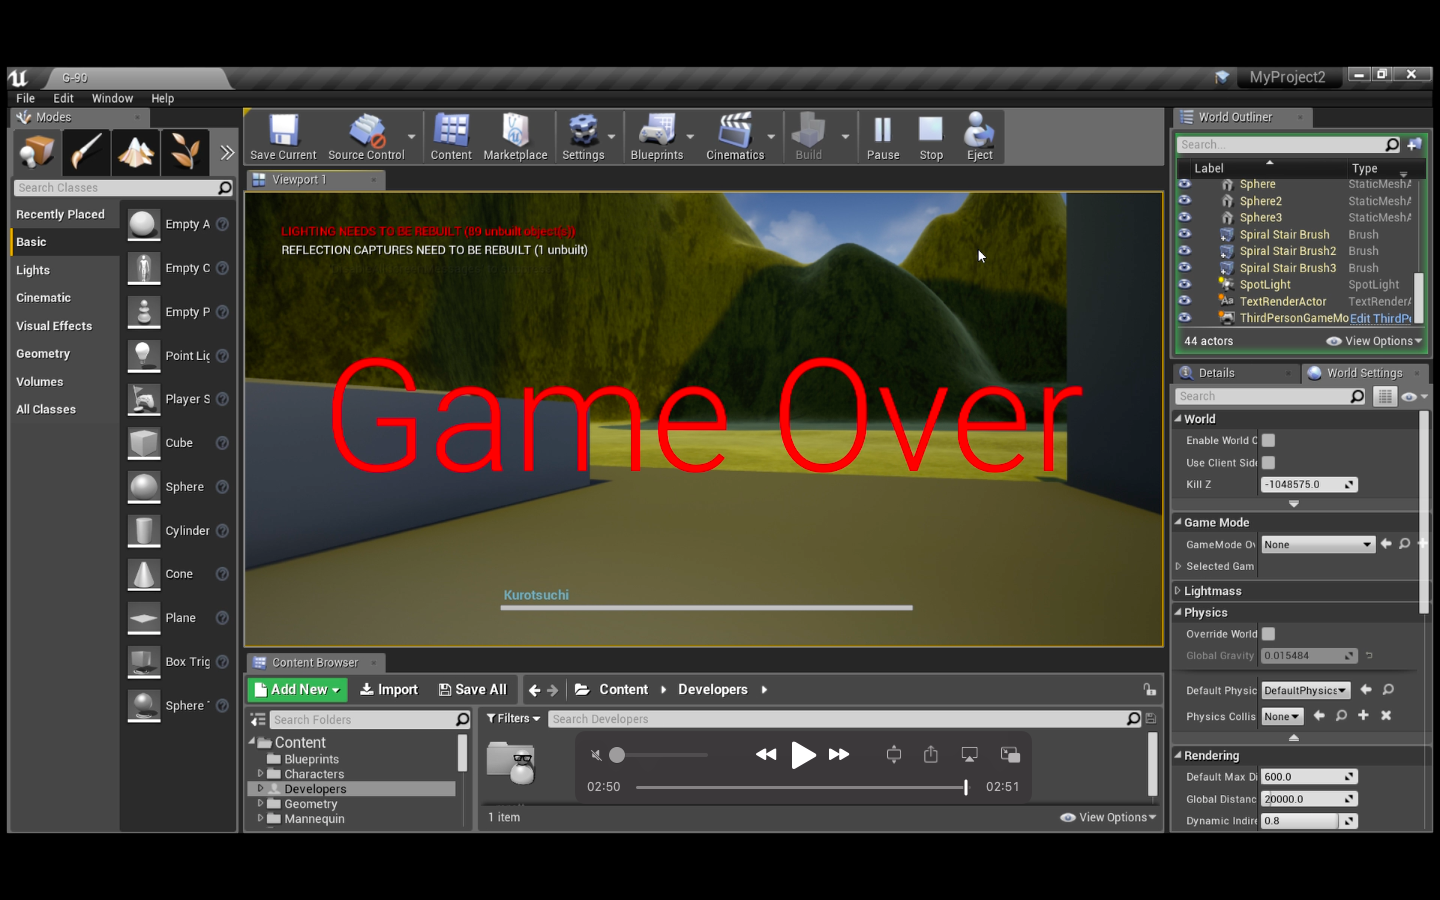 G-90
MyProject2
File Edit Window Help
Modes
Search Classes
Recently Placed
Basic
Lights
Cinematic
Visual Effects
Geometry
Volumes
All Classes
Empty A
Empty C
Empty P
Point Lig
Player S
Cube
Sphere
Cylinder
Cone
Plane
Box Trig
Sphere T
Save Current Source Control Content Marketplace Settings Blueprints Cinematics Build Pause Stop Eject
Viewport 1
LIGHTING NEEDS TO BE REBUILT (89 unbuilt object(s))
REFLECTION CAPTURES NEED TO BE REBUILT (1 unbuilt)
Game Over
Kurotsuchi
Content Browser
Add New Import Save All Content Developers
Search Folders
Content
Blueprints
Characters
Developers
Geometry
Mannequin
Filters Search Developers
02:50 02:51
1 item View Options
World Outliner
Search...
Label Type
Sphere StaticMeshA
Sphere2 StaticMeshA
Sphere3 StaticMeshA
Spiral Stair Brush Brush
Spiral Stair Brush2 Brush
Spiral Stair Brush3 Brush
SpotLight SpotLight
TextRenderActor TextRenderA
ThirdPersonGameMo Edit ThirdPe
44 actors View Options
Details World Settings
Search
World
Enable World C
Use Client Side
Kill Z -1048575.0
Game Mode
GameMode Ov None
Selected Gam
Lightmass
Physics
Override World
Global Gravity 0.015484
Default Physic DefaultPhysics
Physics Collis None
Rendering
Default Max Di 600.0
Global Distanc 20000.0
Dynamic Indire 0.8